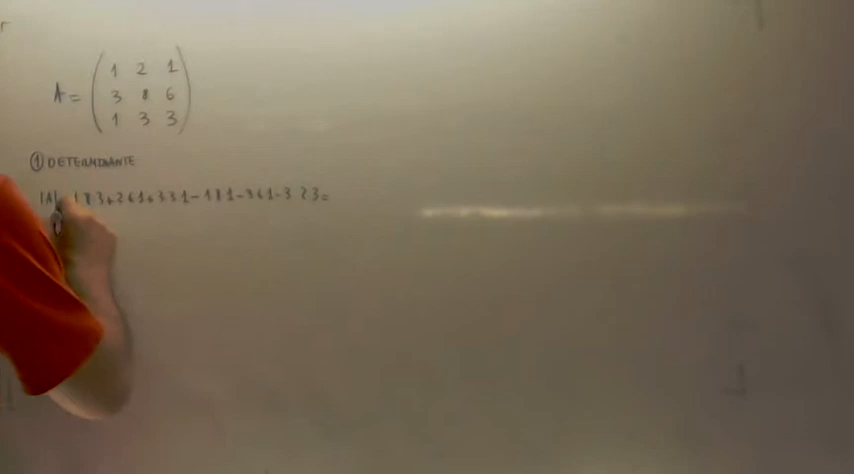 A = ( 1 2 1
3 8 6
1 3 3 )
① DETERMINANTE
|A| = 1 8 3 + 2 6 1 + 3 3 1 - 1 8 1 - 3 6 1 - 3 2 3 =